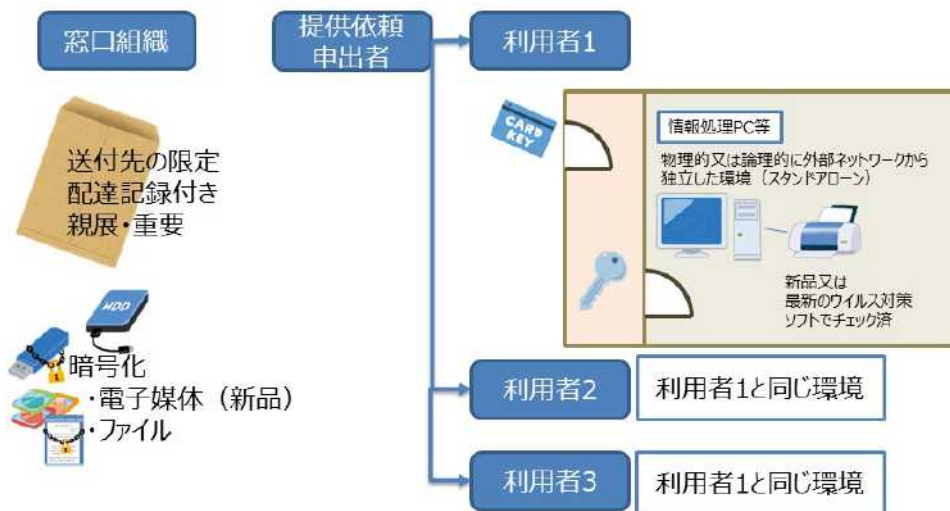 窓口組織
提供依頼
申出者
利用者1
CARD
KEY
情報処理PC等
物理的又は論理的に外部ネットワークから
独立した環境（スタンドアローン）
新品又は
最新のウイルス対策
ソフトでチェック済
送付先の限定
配達記録付き
親展・重要
HDD
暗号化
・電子媒体（新品）
・ファイル
利用者2
利用者1と同じ環境
利用者3
利用者1と同じ環境